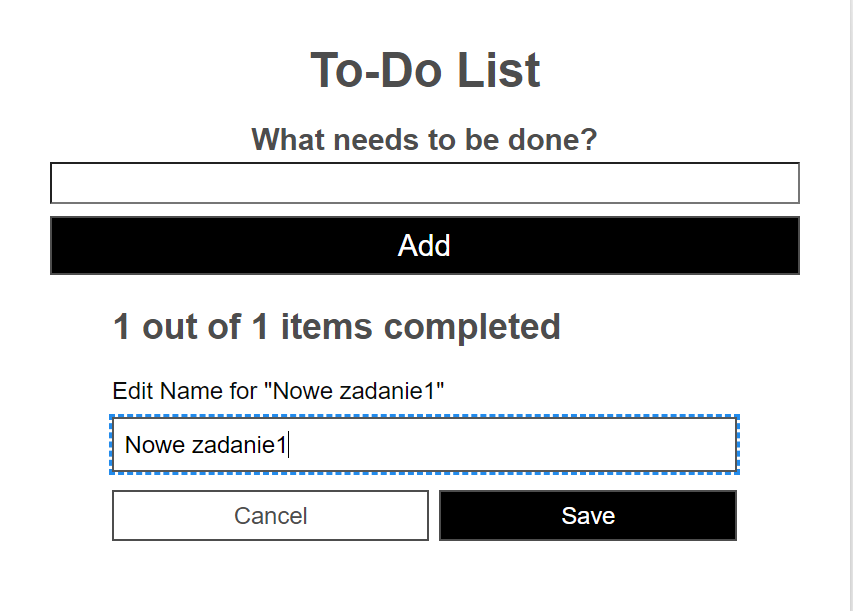 To-Do List
What needs to be done?
Add
1 out of 1 items completed
Edit Name for "Nowe zadanie1"
Nowe zadanie1
Cancel Save